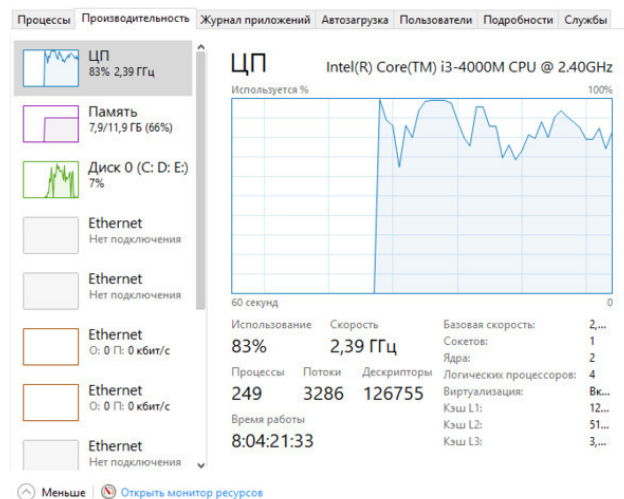 Процессы Производительность Журнал приложений Автозагрузка Пользователи Подробности Службы
ЦП
83% 2,39 ГГц
Память
7,9/11,9 ГБ (66%)
Диск 0 (C: D: E:)
7%
Ethernet
Нет подключения
Ethernet
Нет подключения
Ethernet
О: 0 П: 0 кбит/с
Ethernet
О: 0 П: 0 кбит/с
Ethernet
Нет подключения
ЦП Intel(R) Core(TM) i3-4000M CPU @ 2.40GHz
Используется % 100%
60 секунд 0
Использование Скорость
83% 2,39 ГГц
Процессы Потоки Дескрипторы
249 3286 126755
Время работы
8:04:21:33
Базовая скорость: 2,...
Сокетов: 1
Ядра: 2
Логических процессоров: 4
Виртуализация: Вк...
Кэш L1: 12...
Кэш L2: 51...
Кэш L3: 3,...
Меньше Открыть монитор ресурсов